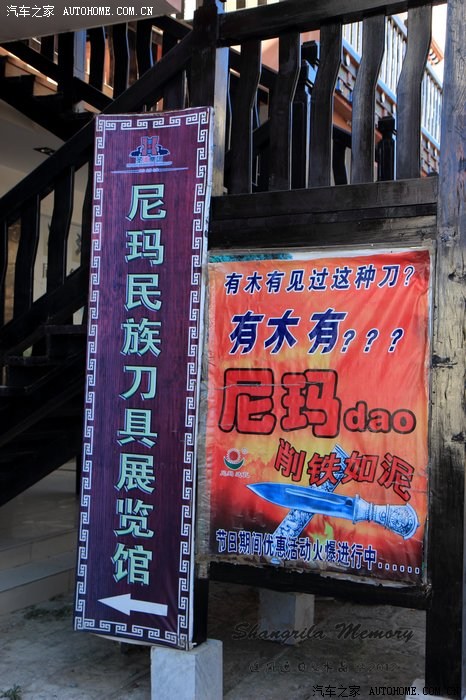 汽车之家 AUTOHOME.COM.CN
尼玛民族刀具展览馆
有木有见过这种刀?
有木有???
尼玛dao
削铁如泥
节日期间优惠活动火爆进行中.......
Shangrila Memory
汽车之家 AUTOHOME.COM.CN